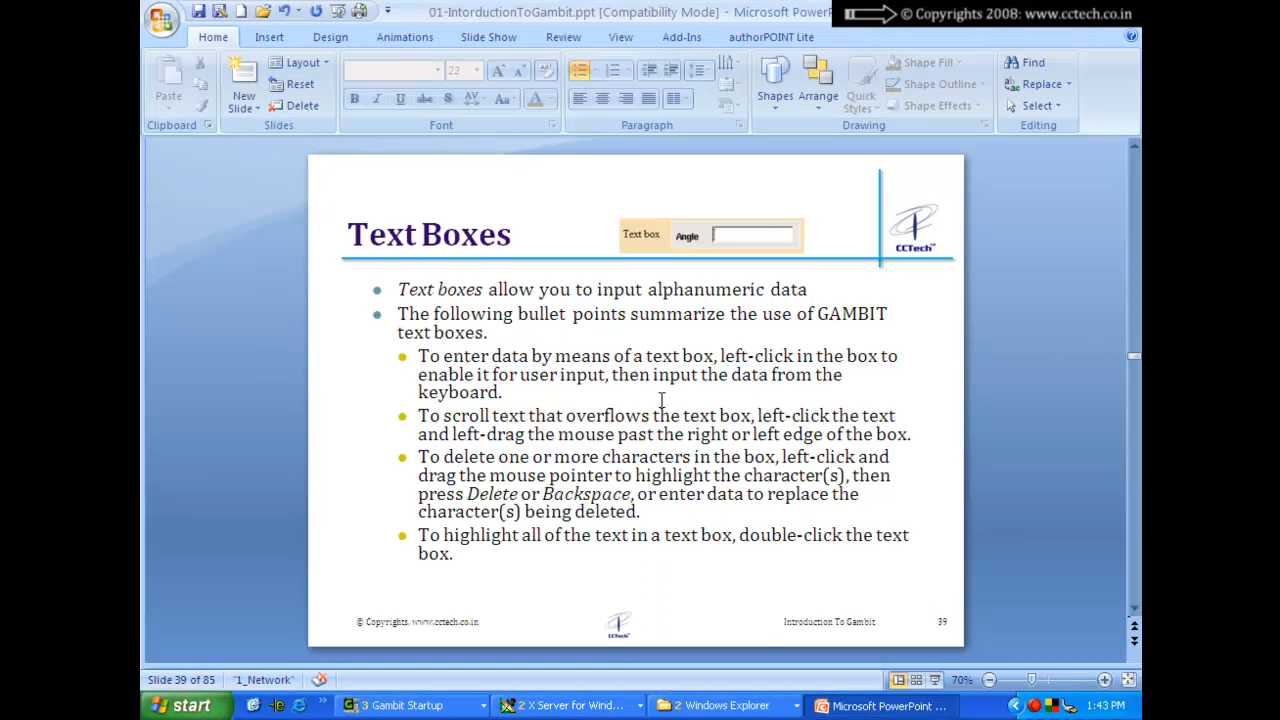 01-IntorductionToGambit.ppt [Compatibility Mode] - Microsoft PowerP
© Copyrights 2008: www.cctech.co.in
Home Insert Design Animations Slide Show Review View Add-Ins authorPOINT Lite
Paste
Clipboard
New
Slide
Layout
Reset
Delete
Slides
22
B I U abc S AV Aa A
Font
Paragraph
Shapes
Arrange
Quick
Styles
Shape Fill
Shape Outline
Shape Effects
Drawing
Find
Replace
Select
Editing
Text Boxes
Text box Angle
CCTech™
Text boxes allow you to input alphanumeric data
The following bullet points summarize the use of GAMBIT
text boxes.
To enter data by means of a text box, left-click in the box to
enable it for user input, then input the data from the
keyboard.
To scroll text that overflows the text box, left-click the text
and left-drag the mouse past the right or left edge of the box.
To delete one or more characters in the box, left-click and
drag the mouse pointer to highlight the character(s), then
press Delete or Backspace, or enter data to replace the
character(s) being deleted.
To highlight all of the text in a text box, double-click the text
box.
© Copyrights, www.cctech.co.in
CCTech™
Introduction To Gambit
39
Slide 39 of 85 "1_Network" 70%
start 3 Gambit Startup 2 X Server for Wind... 2 Windows Explorer Microsoft PowerPoint ... 1:43 PM